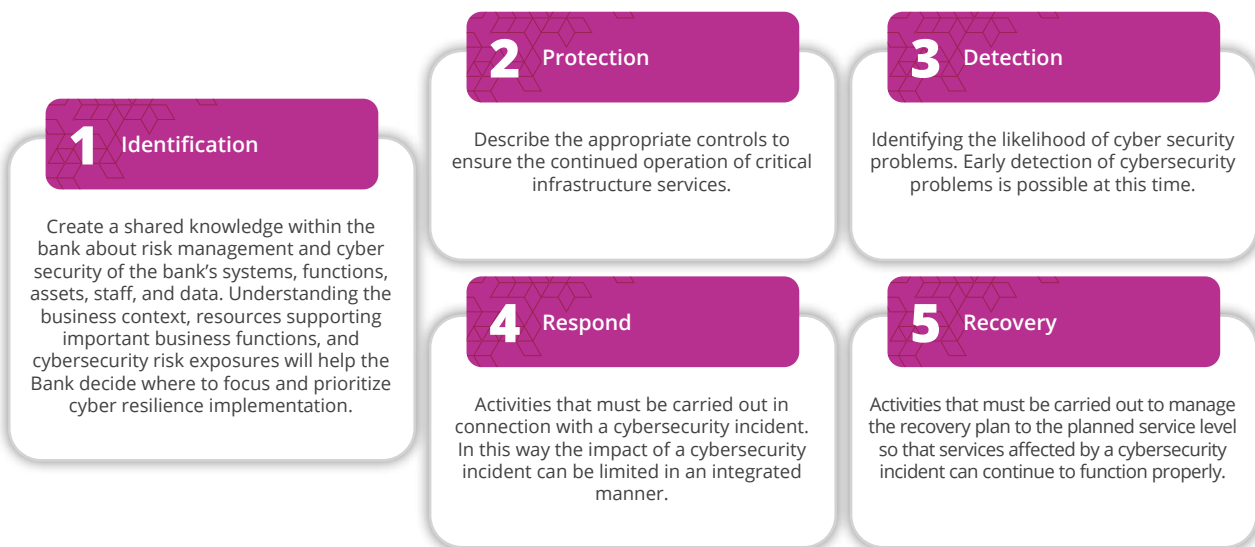 1 Identification
Create a shared knowledge within the
bank about risk management and cyber
security of the bank's systems, functions,
assets, staff, and data. Understanding the
business context, resources supporting
important business functions, and
cybersecurity risk exposures will help the
Bank decide where to focus and prioritize
cyber resilience implementation.
2 Protection
Describe the appropriate controls to
ensure the continued operation of critical
infrastructure services.
3 Detection
Identifying the likelihood of cyber security
problems. Early detection of cybersecurity
problems is possible at this time.
4 Respond
Activities that must be carried out in
connection with a cybersecurity incident.
In this way the impact of a cybersecurity
incident can be limited in an integrated
manner.
5 Recovery
Activities that must be carried out to manage
the recovery plan to the planned service level
so that services affected by a cybersecurity
incident can continue to function properly.